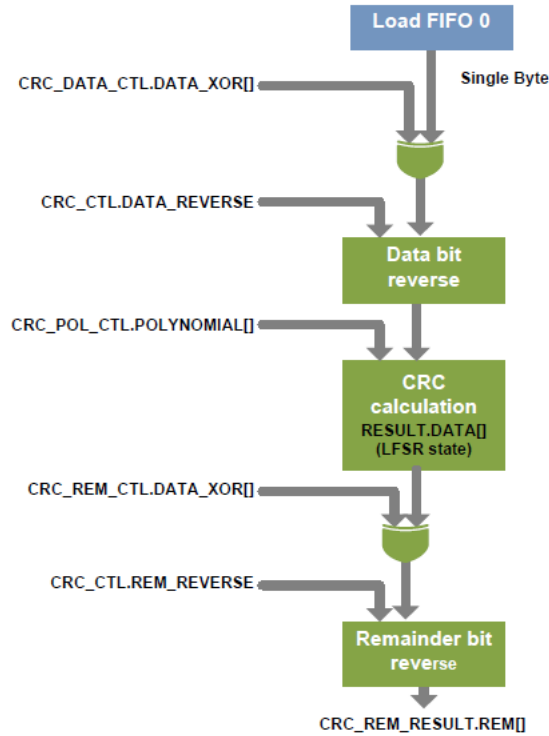 Load FIFO 0
CRC_DATA_CTL.DATA_XOR[]
Single Byte
CRC_CTL.DATA_REVERSE
Data bit
reverse
CRC_POL_CTL.POLYNOMIAL[]
CRC
calculation
RESULT.DATA[]
(LFSR state)
CRC_REM_CTL.DATA_XOR[]
CRC_CTL.REM_REVERSE
Remainder bit
reverse
CRC_REM_RESULT.REM[]